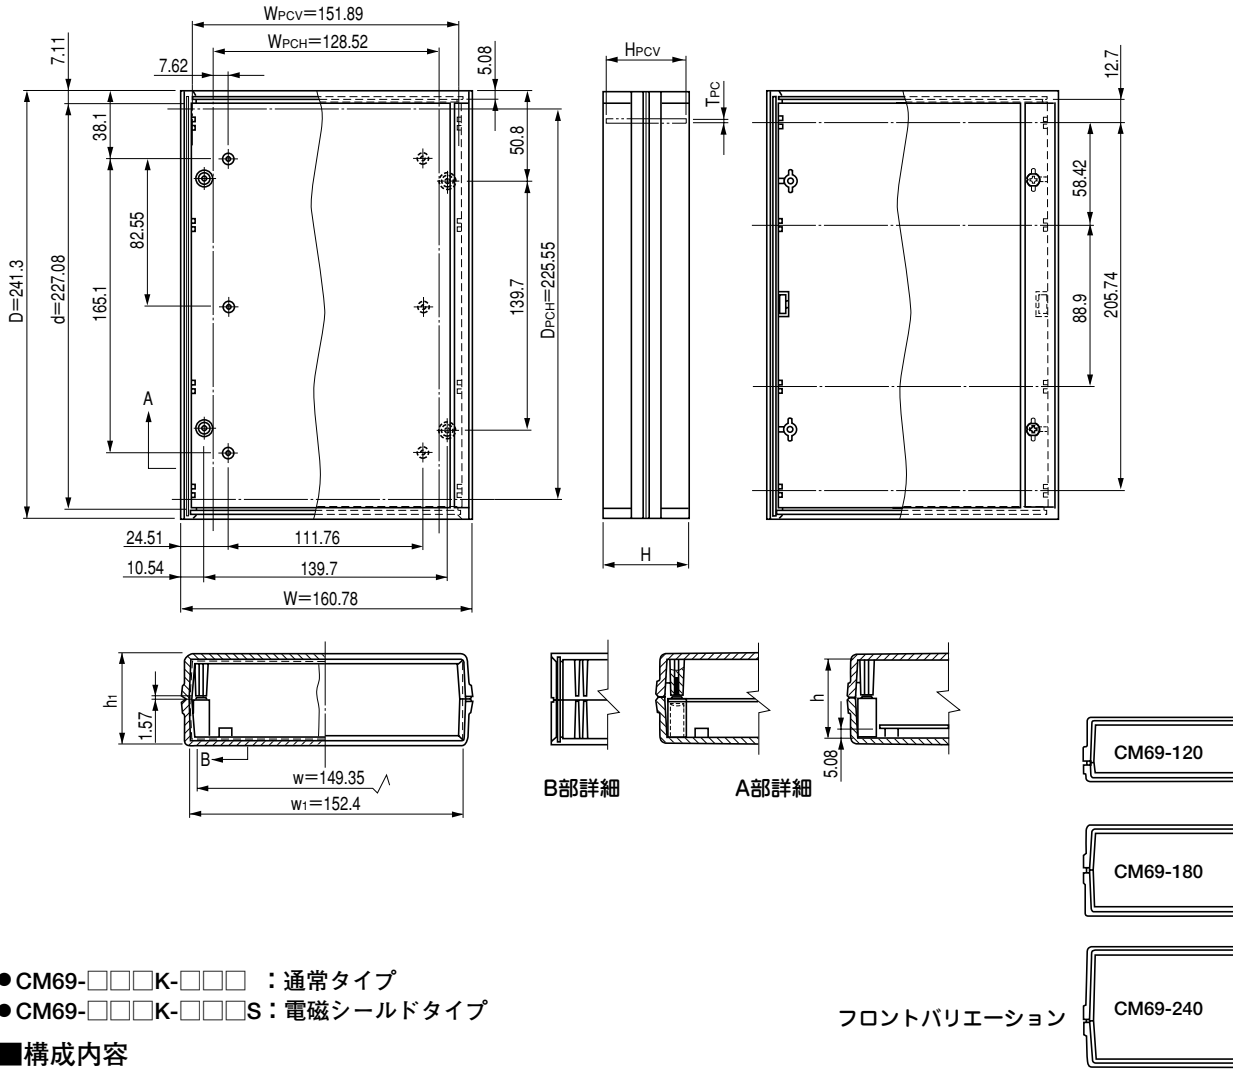 WPCV=151.89
WPCH=128.52
7.62
7.11
5.08
38.1
50.8
82.55
165.1
D=241.3
d=227.08
139.7
DPCH=225.55
A
24.51
111.76
10.54
139.7
W=160.78
HPCV
TPC
H
12.7
58.42
88.9
205.74
h1
1.57
B
w=149.35
w1=152.4
B部詳細
A部詳細
h
5.08
CM69-120
CM69-180
CM69-240
フロントバリエーション
●CM69-□□□K-□□□ :通常タイプ
●CM69-□□□K-□□□S:電磁シールドタイプ
■構成内容